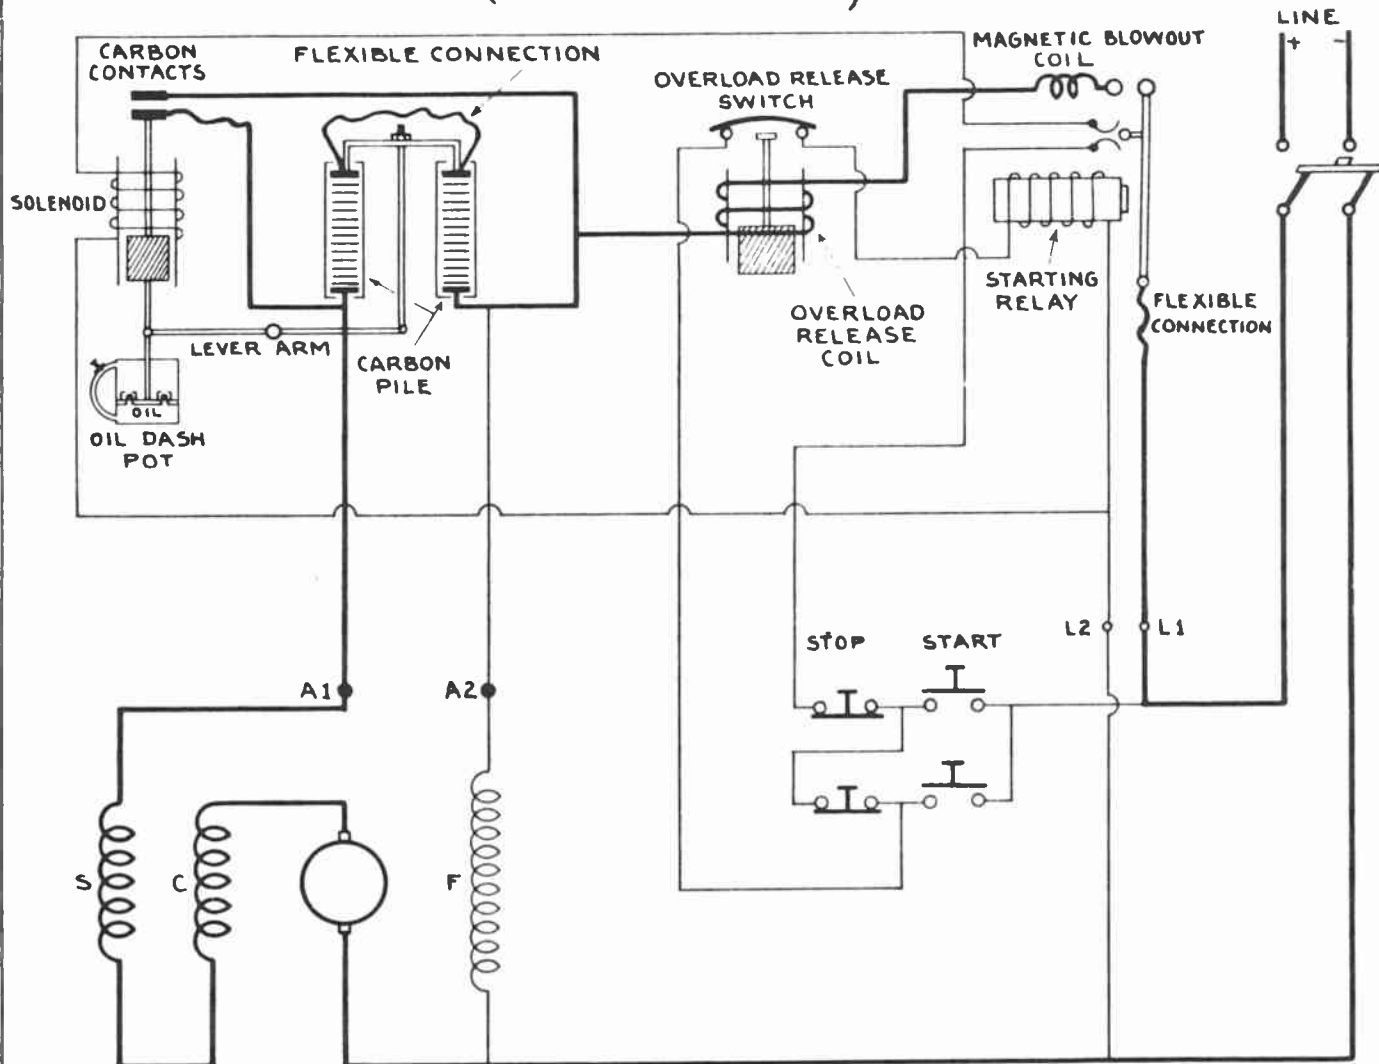 LINE
+ -
CARBON
CONTACTS
FLEXIBLE CONNECTION
OVERLOAD RELEASE
SWITCH
MAGNETIC BLOWOUT
COIL
SOLENOID
STARTING
RELAY
FLEXIBLE
CONNECTION
OVERLOAD
RELEASE
COIL
LEVER ARM
CARBON
PILE
OIL
OIL DASH
POT
L2
L1
STOP
START
A1
A2
S
C
F